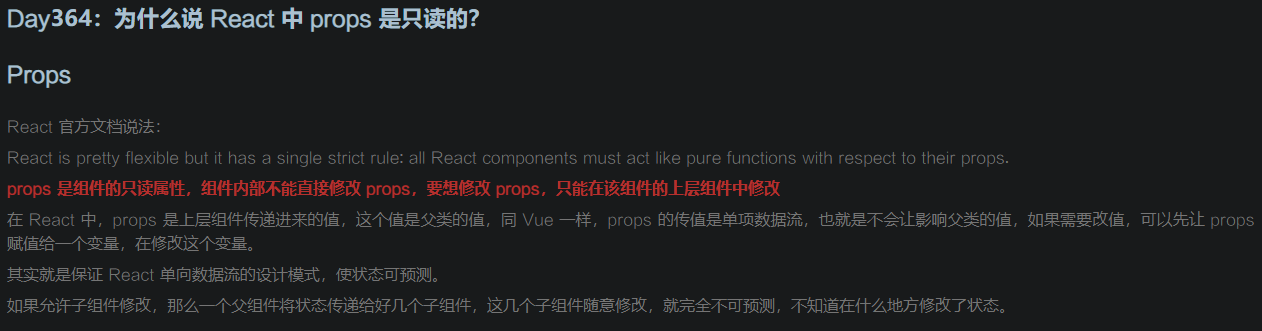 Day364：为什么说 React 中 props 是只读的？
Props
React 官方文档说法：
React is pretty flexible but it has a single strict rule: all React components must act like pure functions with respect to their props.
props 是组件的只读属性，组件内部不能直接修改 props，要想修改 props，只能在该组件的上层组件中修改
在 React 中，props 是上层组件传递进来的值，这个值是父类的值，同 Vue 一样，props 的传值是单项数据流，也就是不会让影响父类的值，如果需要改值，可以先让 props
赋值给一个变量，在修改这个变量。
其实就是保证 React 单向数据流的设计模式，使状态可预测。
如果允许子组件修改，那么一个父组件将状态传递给好几个子组件，这几个子组件随意修改，就完全不可预测，不知道在什么地方修改了状态。